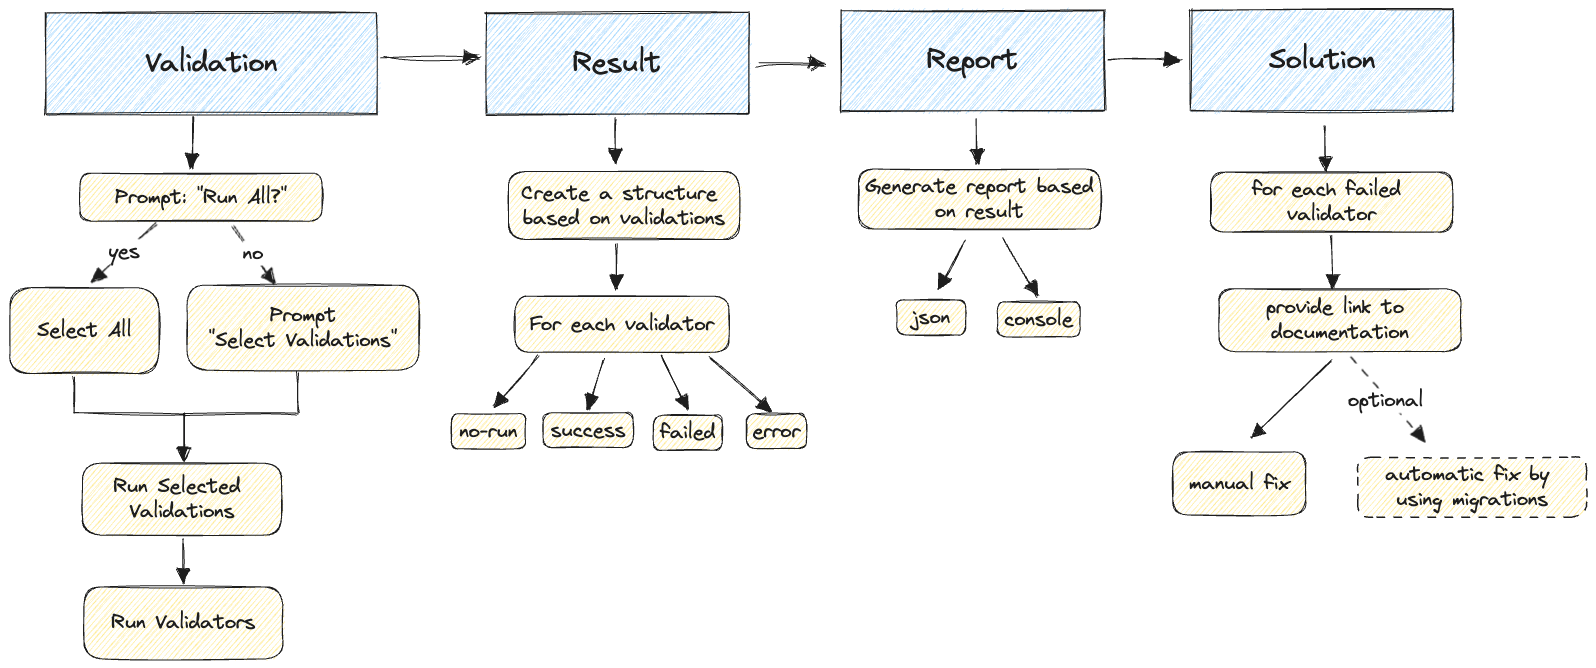 Validation
Result
Report
Solution
Prompt: "Run All?"
yes
no
Select All
Prompt
"Select Validations"
Run Selected
Validations
Run Validators
Create a structure
based on validations
For each validator
no-run
success
failed
error
Generate report based
on result
json
console
for each failed
validator
provide link to
documentation
optional
manual fix
automatic fix by
using migrations